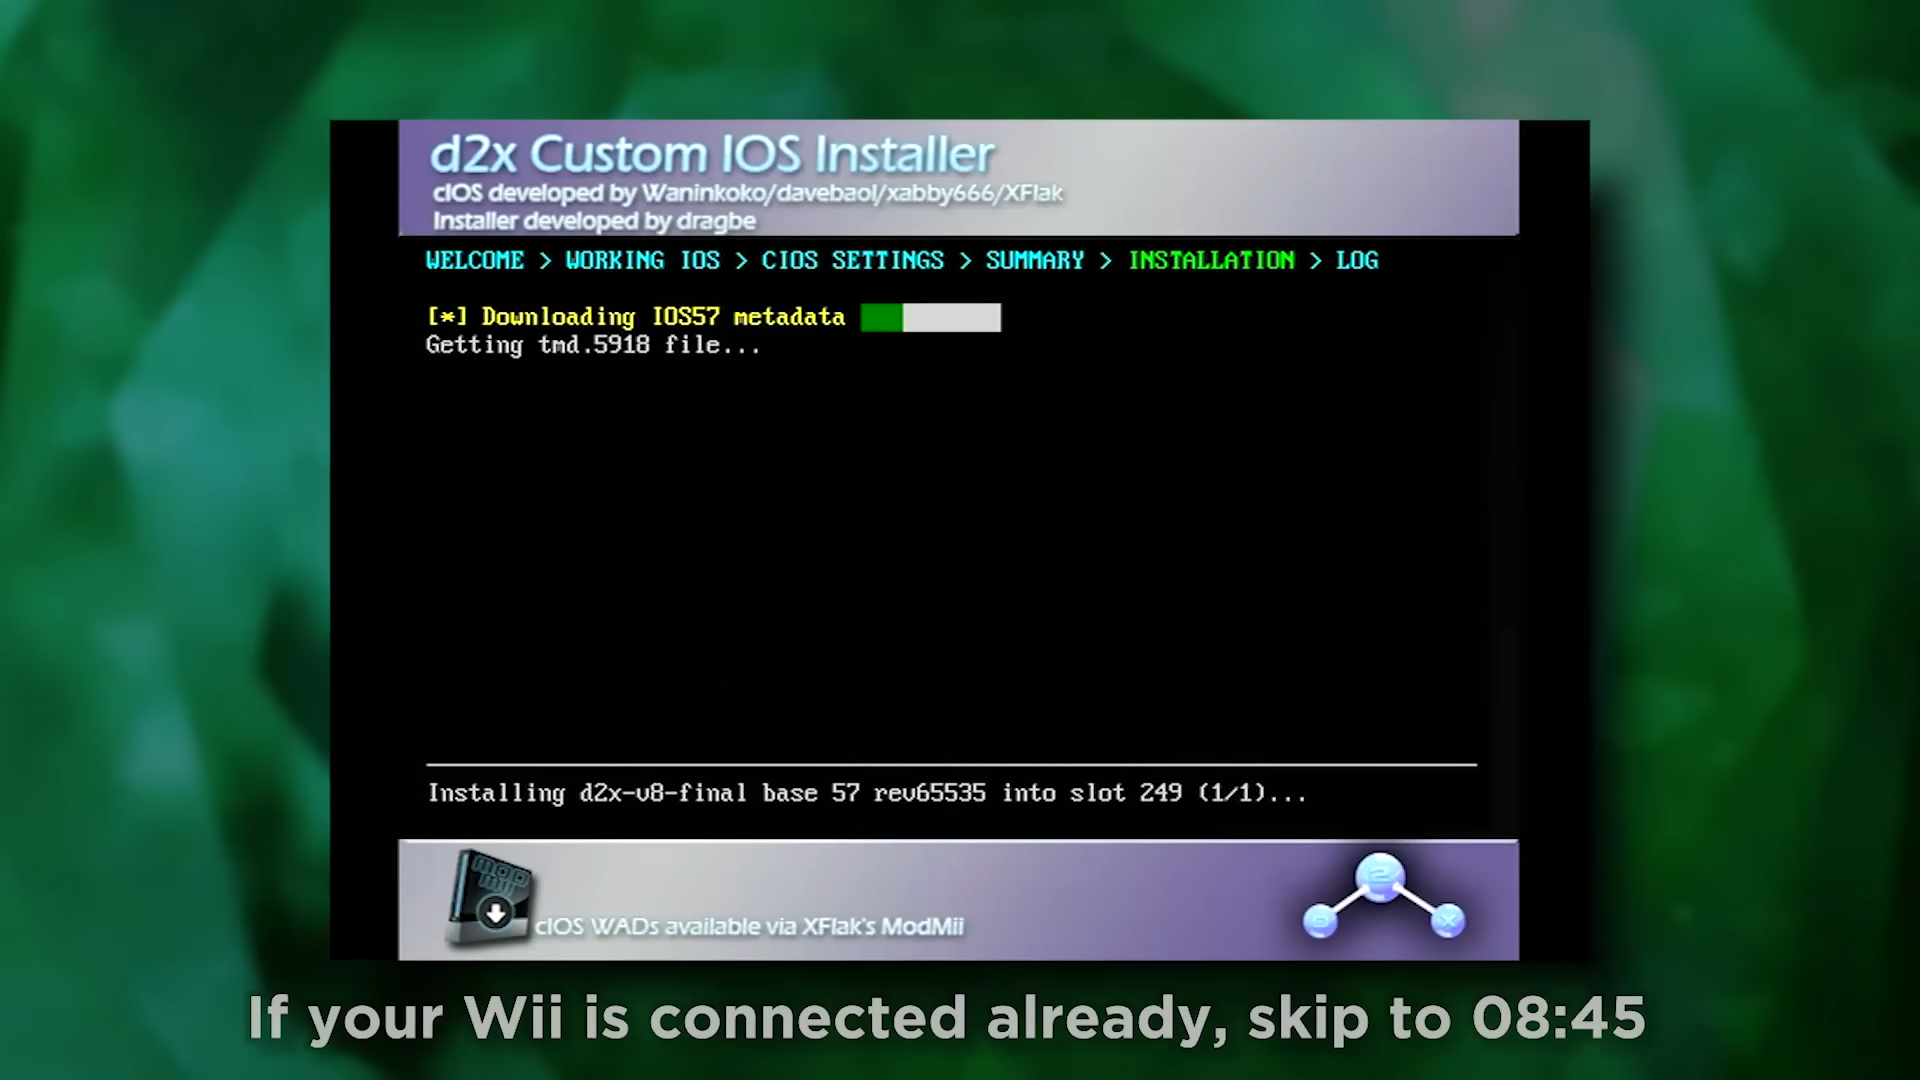 d2x Custom IOS Installer
cIOS developed by Waninkoko/davebaol/xabby666/XFlak
Installer developed by dragbe
WELCOME > WORKING IOS > CIOS SETTINGS > SUMMARY > INSTALLATION > LOG
[*] Downloading IOS57 metadata
Getting tmd.5918 file...
Installing d2x-v8-final base 57 rev65535 into slot 249 (1/1)...
MOD
MII
cIOS WADs available via XFlak's ModMii
2
D
X
If your Wii is connected already, skip to 08:45